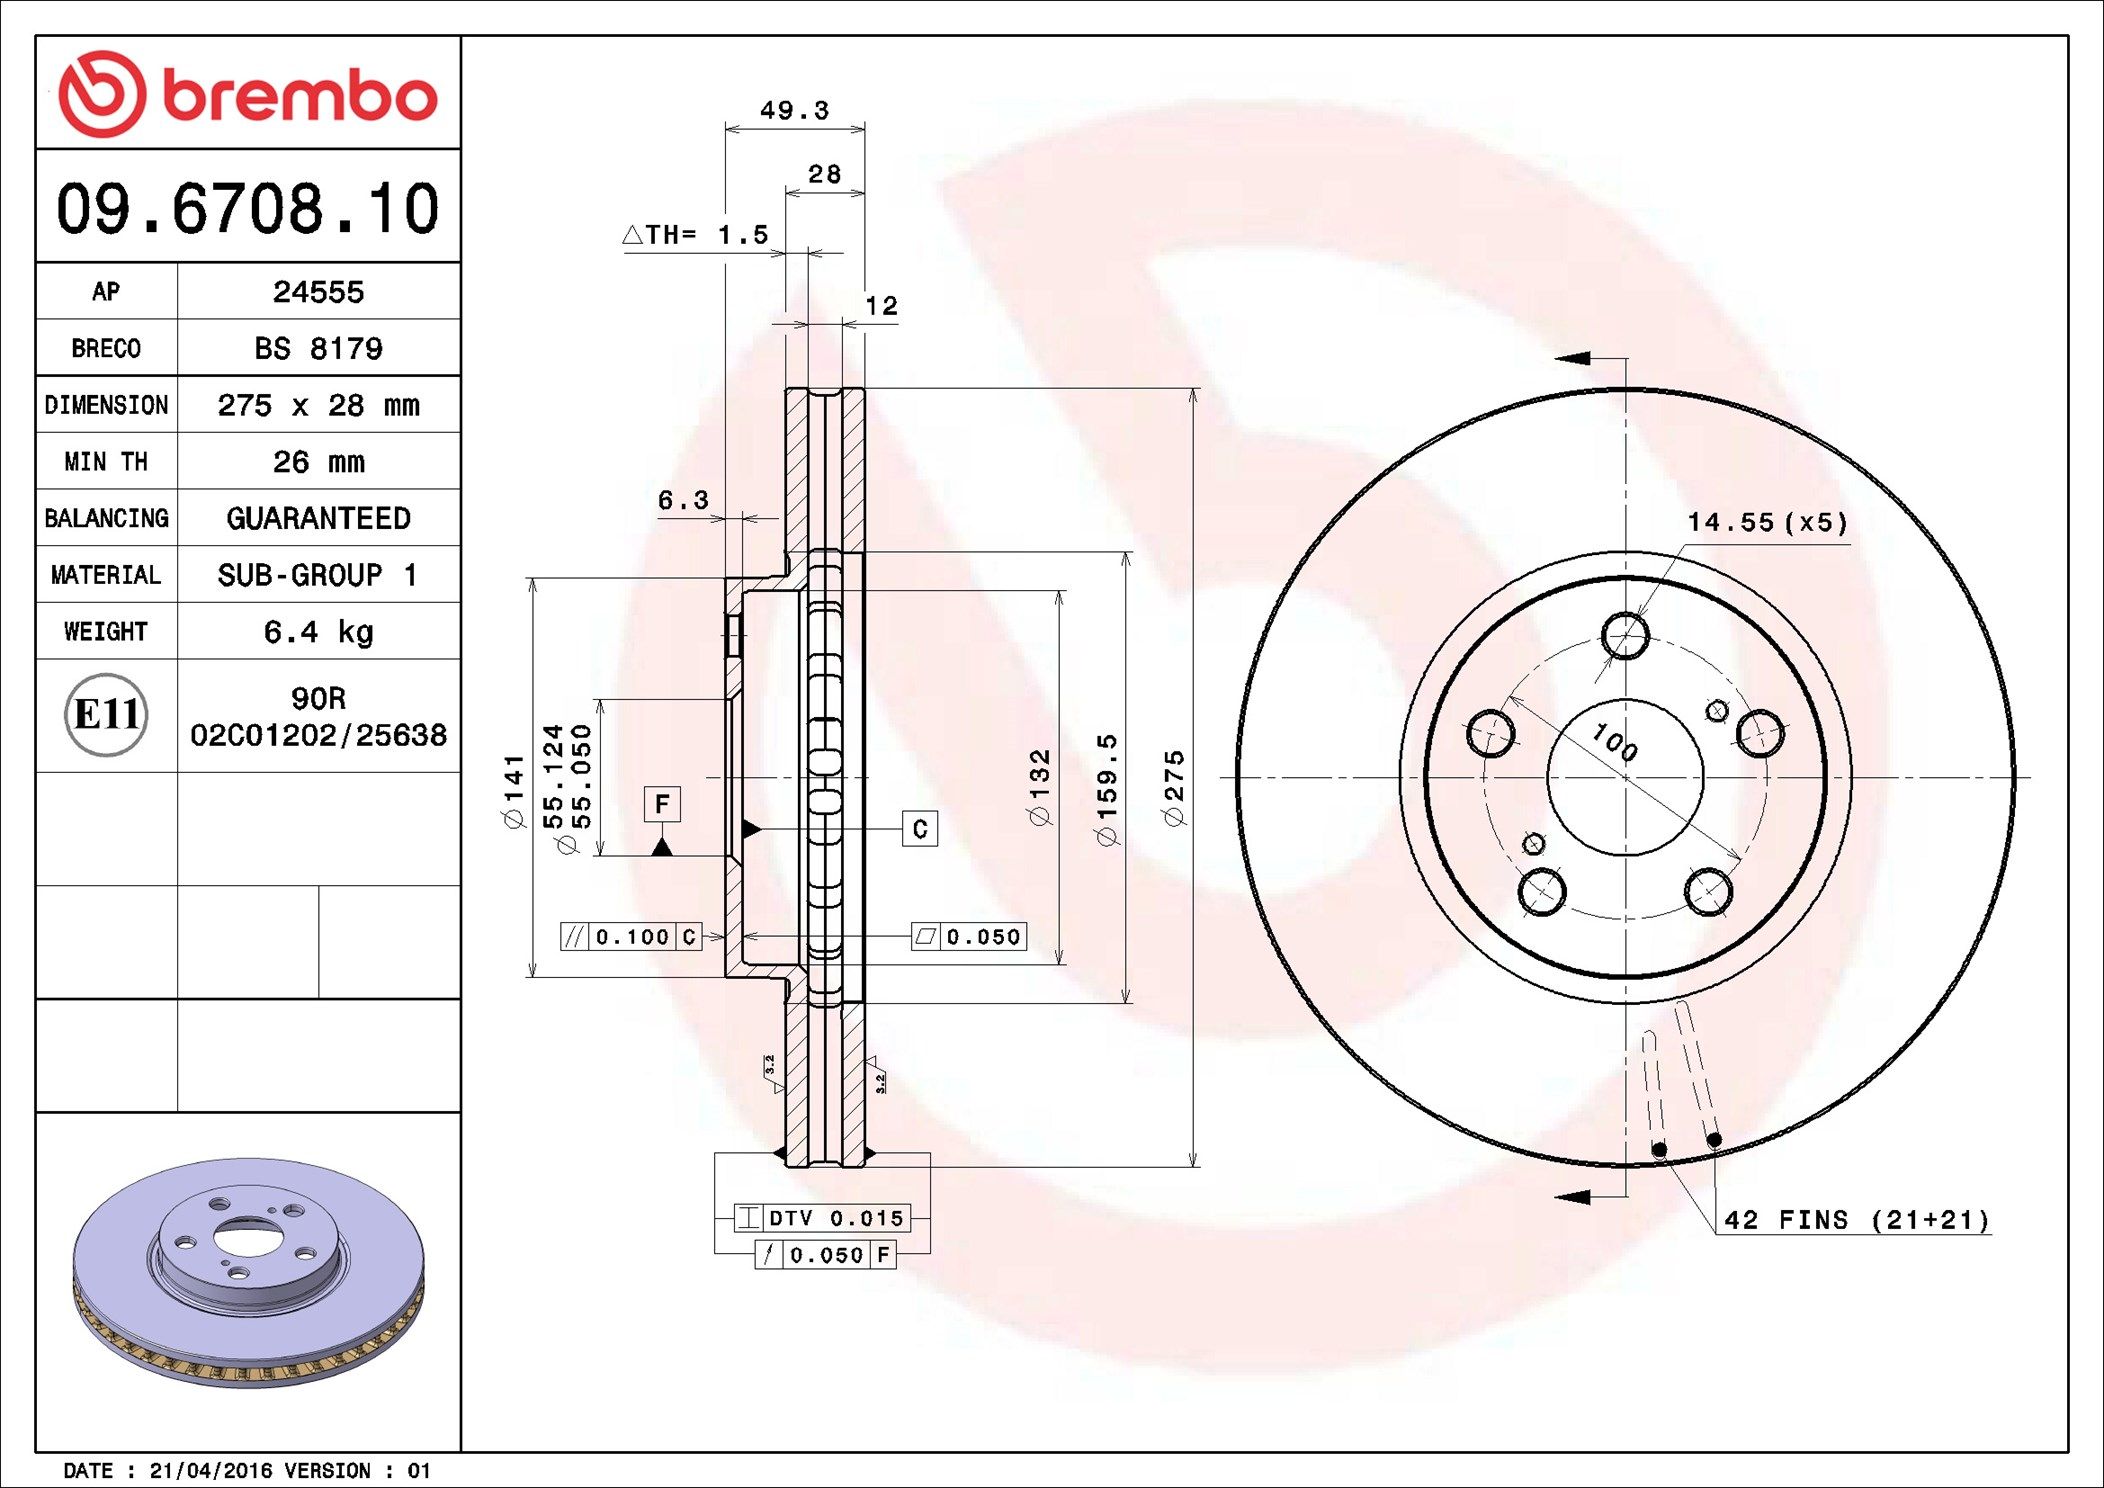 brembo
09.6708.10
AP 24555
BRECO BS 8179
DIMENSION 275 x 28 mm
MIN TH 26 mm
BALANCING GUARANTEED
MATERIAL SUB-GROUP 1
WEIGHT 6.4 kg
E11 90R
02C01202/25638
49.3
28
△TH= 1.5
12
6.3
14.55(x5)
100
⌀141
⌀55.124
55.050
F
C
⌀132
⌀159.5
⌀275
// 0.100 C
▱ 0.050
3.2
3.2
DTV 0.015
0.050 F
42 FINS (21+21)
DATE : 21/04/2016 VERSION : 01